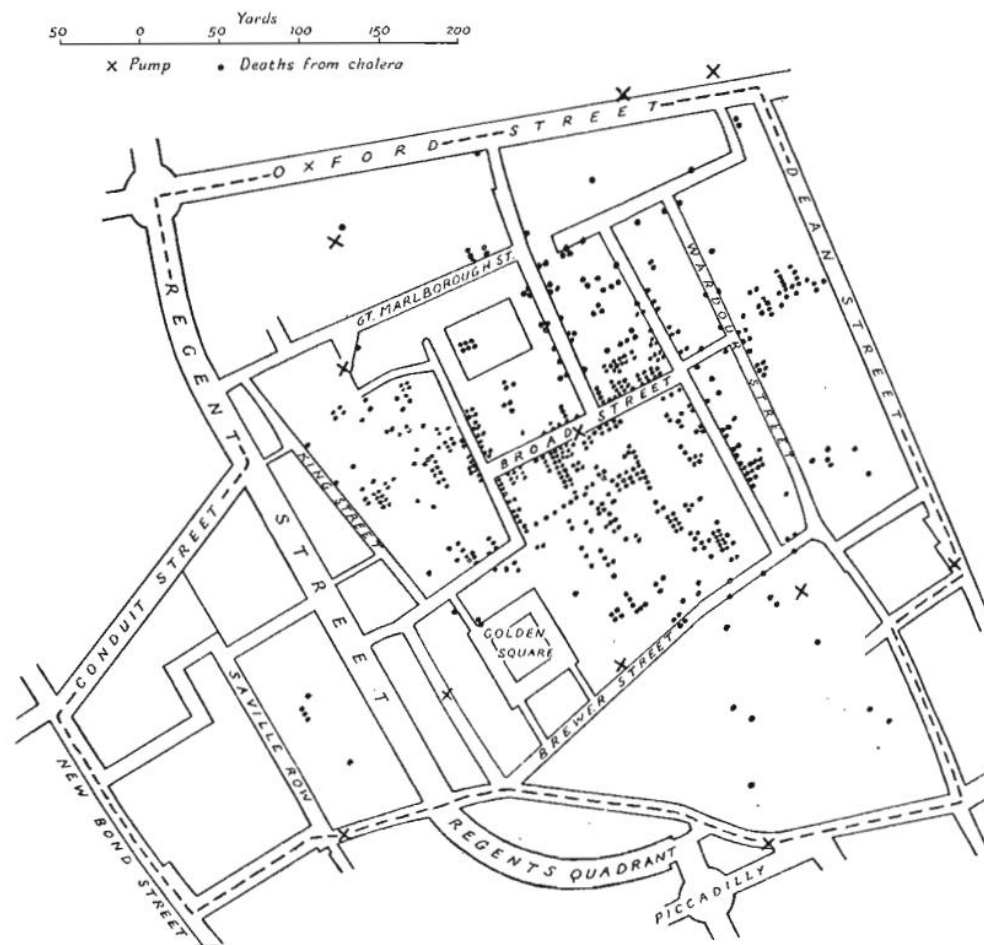 Yards
50 0 50 100 150 200
× Pump • Deaths from cholera
OXFORD STREET
DEAN STREET
REGENT STREET
GT. MARLBOROUGH ST.
WARDOUR STREET
BROAD STREET
KING STREET
CONDUIT STREET
GOLDEN
SQUARE
SAVILLE ROW
BREWER STREET
NEW BOND STREET
REGENTS QUADRANT
PICCADILLY